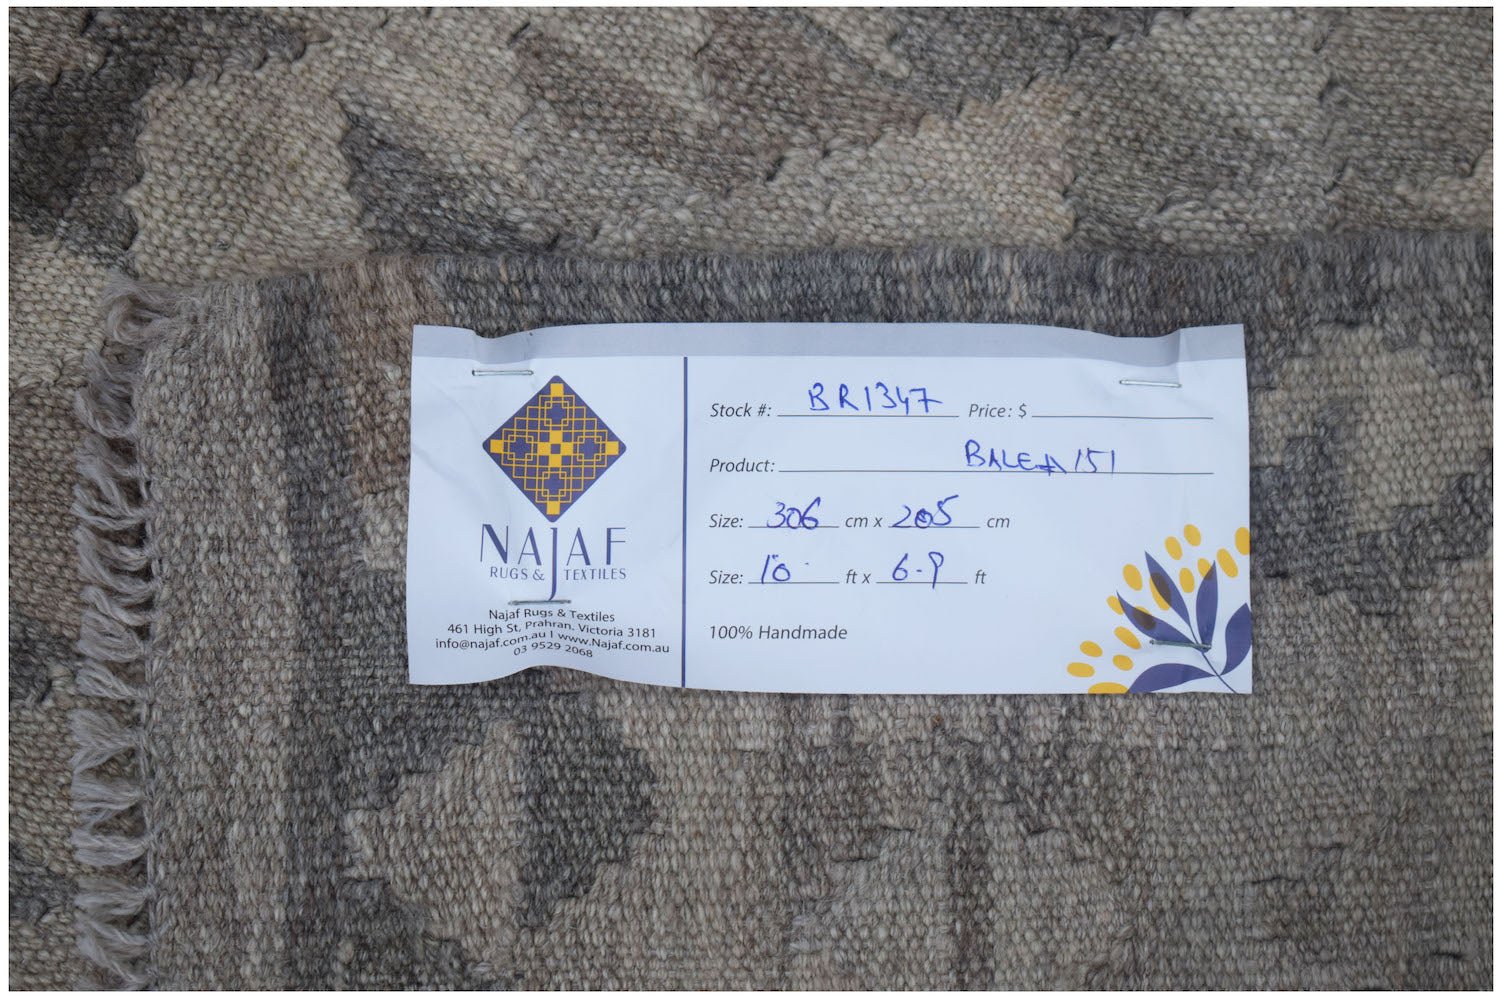 NAJAF
RUGS & TEXTILES
Najaf Rugs & Textiles
461 High St, Prahran. Victoria 3181
info@najaf.com.au I www.Najaf.com.au
03 9529 2068
Stock #: BR1347 Price: $
Product: BALE# 151
Size: 306 cm x 205 cm
Size: 10 ft x 6-9 ft
100% Handmade